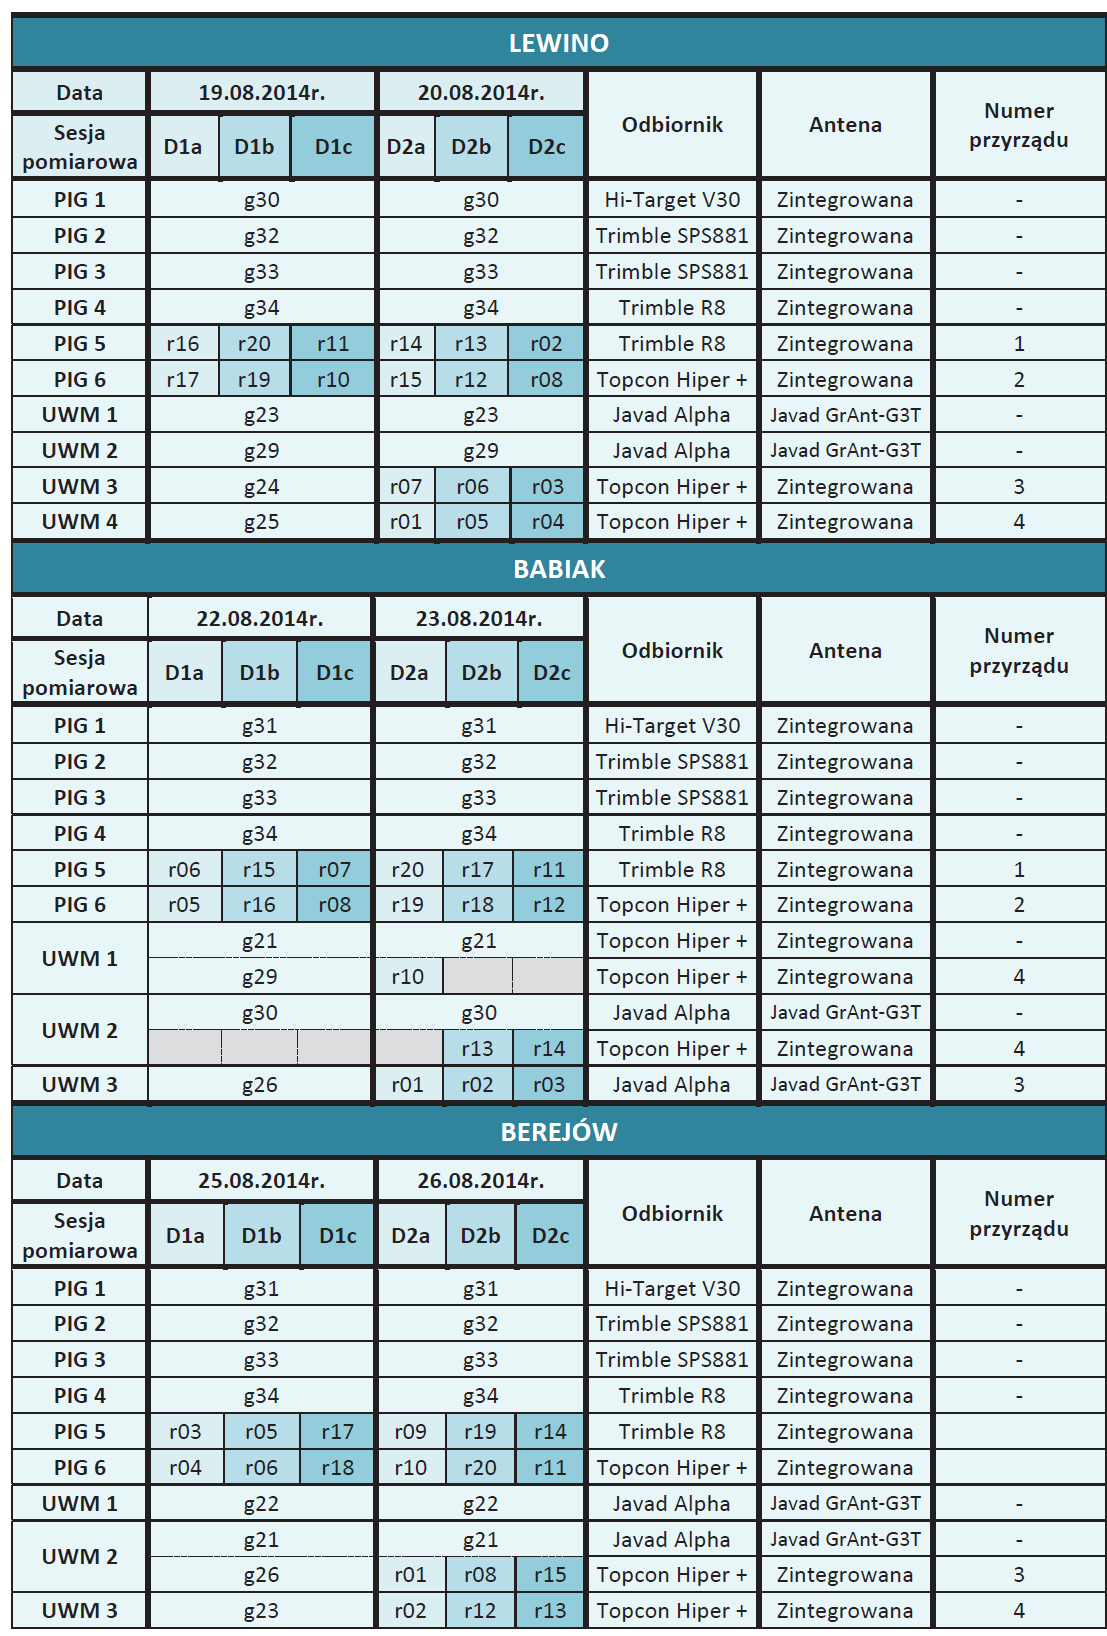 LEWINO
Data 19.08.2014r. 20.08.2014r. Odbiornik Antena Numer przyrządu
Sesja pomiarowa D1a D1b D1c D2a D2b D2c
PIG 1 g30 g30 Hi-Target V30 Zintegrowana -
PIG 2 g32 g32 Trimble SPS881 Zintegrowana -
PIG 3 g33 g33 Trimble SPS881 Zintegrowana -
PIG 4 g34 g34 Trimble R8 Zintegrowana -
PIG 5 r16 r20 r11 r14 r13 r02 Trimble R8 Zintegrowana 1
PIG 6 r17 r19 r10 r15 r12 r08 Topcon Hiper + Zintegrowana 2
UWM 1 g23 g23 Javad Alpha Javad GrAnt-G3T -
UWM 2 g29 g29 Javad Alpha Javad GrAnt-G3T -
UWM 3 g24 r07 r06 r03 Topcon Hiper + Zintegrowana 3
UWM 4 g25 r01 r05 r04 Topcon Hiper + Zintegrowana 4
BABIAK
Data 22.08.2014r. 23.08.2014r. Odbiornik Antena Numer przyrządu
Sesja pomiarowa D1a D1b D1c D2a D2b D2c
PIG 1 g31 g31 Hi-Target V30 Zintegrowana -
PIG 2 g32 g32 Trimble SPS881 Zintegrowana -
PIG 3 g33 g33 Trimble SPS881 Zintegrowana -
PIG 4 g34 g34 Trimble R8 Zintegrowana -
PIG 5 r06 r15 r07 r20 r17 r11 Trimble R8 Zintegrowana 1
PIG 6 r05 r16 r08 r19 r18 r12 Topcon Hiper + Zintegrowana 2
UWM 1 g21 g21 Topcon Hiper + Zintegrowana -
g29 r10 Topcon Hiper + Zintegrowana 4
UWM 2 g30 g30 Javad Alpha Javad GrAnt-G3T -
r13 r14 Topcon Hiper + Zintegrowana 4
UWM 3 g26 r01 r02 r03 Javad Alpha Javad GrAnt-G3T 3
BEREJÓW
Data 25.08.2014r. 26.08.2014r. Odbiornik Antena Numer przyrządu
Sesja pomiarowa D1a D1b D1c D2a D2b D2c
PIG 1 g31 g31 Hi-Target V30 Zintegrowana -
PIG 2 g32 g32 Trimble SPS881 Zintegrowana -
PIG 3 g33 g33 Trimble SPS881 Zintegrowana -
PIG 4 g34 g34 Trimble R8 Zintegrowana -
PIG 5 r03 r05 r17 r09 r19 r14 Trimble R8 Zintegrowana
PIG 6 r04 r06 r18 r10 r20 r11 Topcon Hiper + Zintegrowana
UWM 1 g22 g22 Javad Alpha Javad GrAnt-G3T -
UWM 2 g21 g21 Javad Alpha Javad GrAnt-G3T -
g26 r01 r08 r15 Topcon Hiper + Zintegrowana 3
UWM 3 g23 r02 r12 r13 Topcon Hiper + Zintegrowana 4